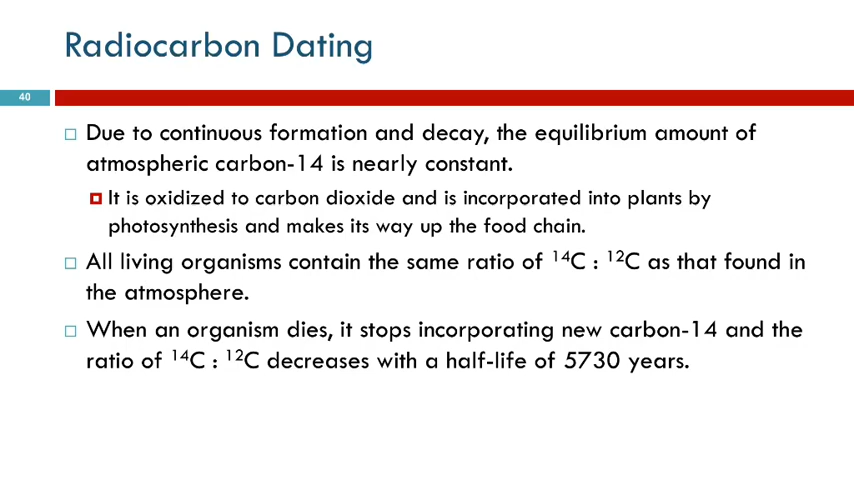 Radiocarbon Dating
40
Due to continuous formation and decay, the equilibrium amount of
atmospheric carbon-14 is nearly constant.
It is oxidized to carbon dioxide and is incorporated into plants by
photosynthesis and makes its way up the food chain.
All living organisms contain the same ratio of ¹⁴C : ¹²C as that found in
the atmosphere.
When an organism dies, it stops incorporating new carbon-14 and the
ratio of ¹⁴C : ¹²C decreases with a half-life of 5730 years.